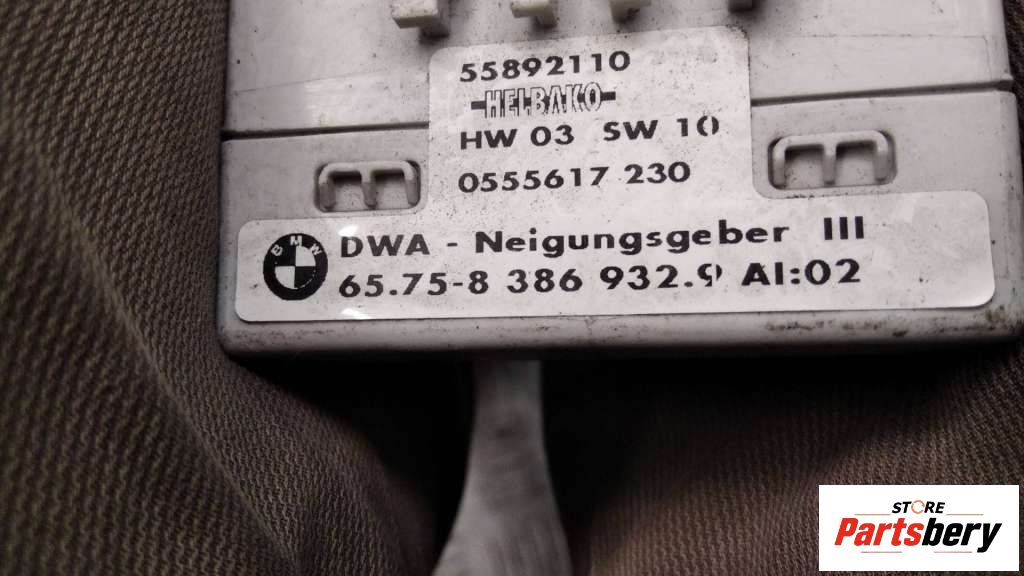 55892110
HELBAKO
HW 03 SW 10
0555617 230
BMW
DWA - Neigungsgeber III
65.75-8 386 932.9 AI:02
STORE
Partsbery